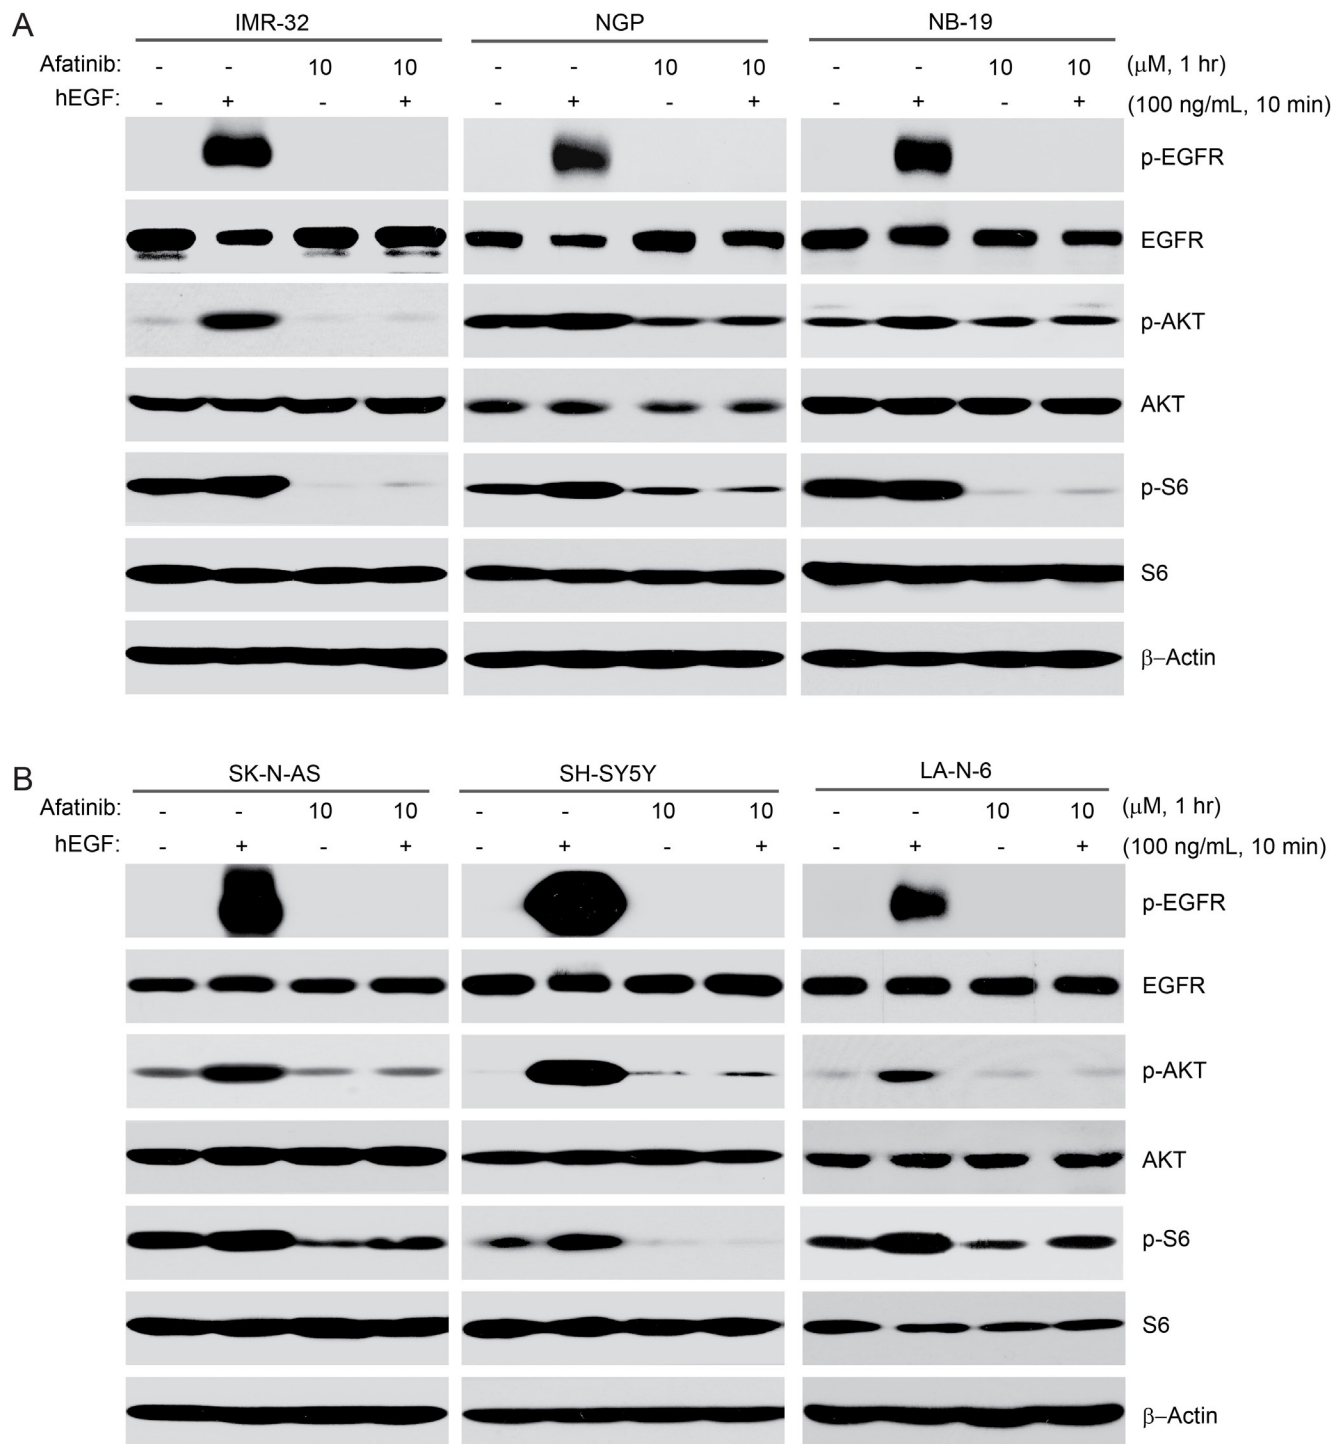 A
IMR-32 NGP NB-19
Afatinib: - - 10 10 - - 10 10 - - 10 10 (μM, 1 hr)
hEGF: - + - + - + - + - + - + (100 ng/mL, 10 min)
p-EGFR
EGFR
p-AKT
AKT
p-S6
S6
β–Actin
B
SK-N-AS SH-SY5Y LA-N-6
Afatinib: - - 10 10 - - 10 10 - - 10 10 (μM, 1 hr)
hEGF: - + - + - + - + - + - + (100 ng/mL, 10 min)
p-EGFR
EGFR
p-AKT
AKT
p-S6
S6
β–Actin